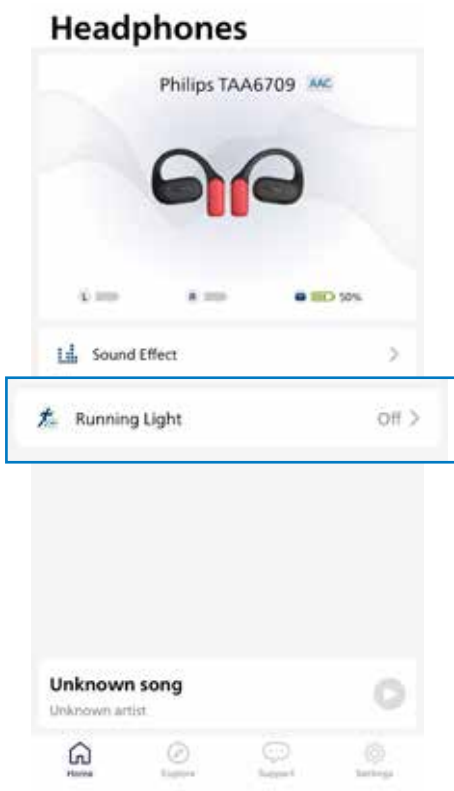 Headphones
Philips TAA6709 AAC
L R 50%
Sound Effect
Running Light Off
Unknown song
Unknown artist
Home Explore Support Settings